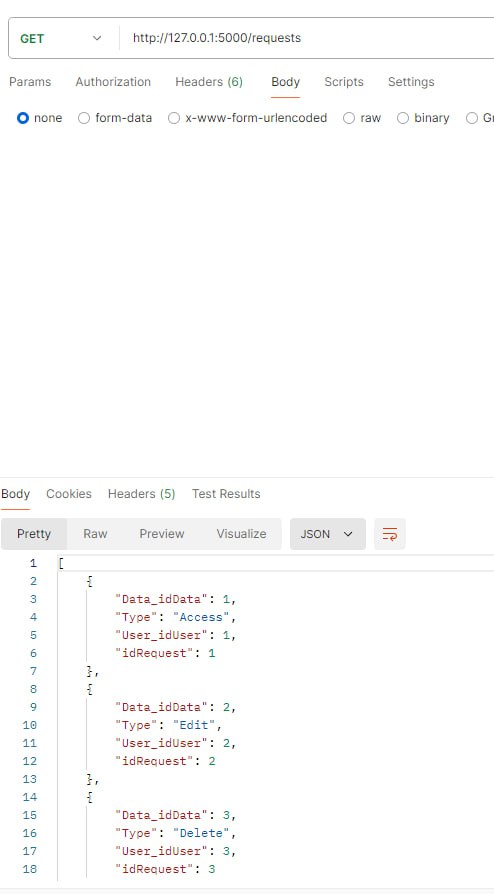 GET http://127.0.0.1:5000/requests
Params Authorization Headers (6) Body Scripts Settings
none form-data x-www-form-urlencoded raw binary
Body Cookies Headers (5) Test Results
Pretty Raw Preview Visualize JSON
1 [
2 {
3 "Data_idData": 1,
4 "Type": "Access",
5 "User_idUser": 1,
6 "idRequest": 1
7 },
8 {
9 "Data_idData": 2,
10 "Type": "Edit",
11 "User_idUser": 2,
12 "idRequest": 2
13 },
14 {
15 "Data_idData": 3,
16 "Type": "Delete",
17 "User_idUser": 3,
18 "idRequest": 3